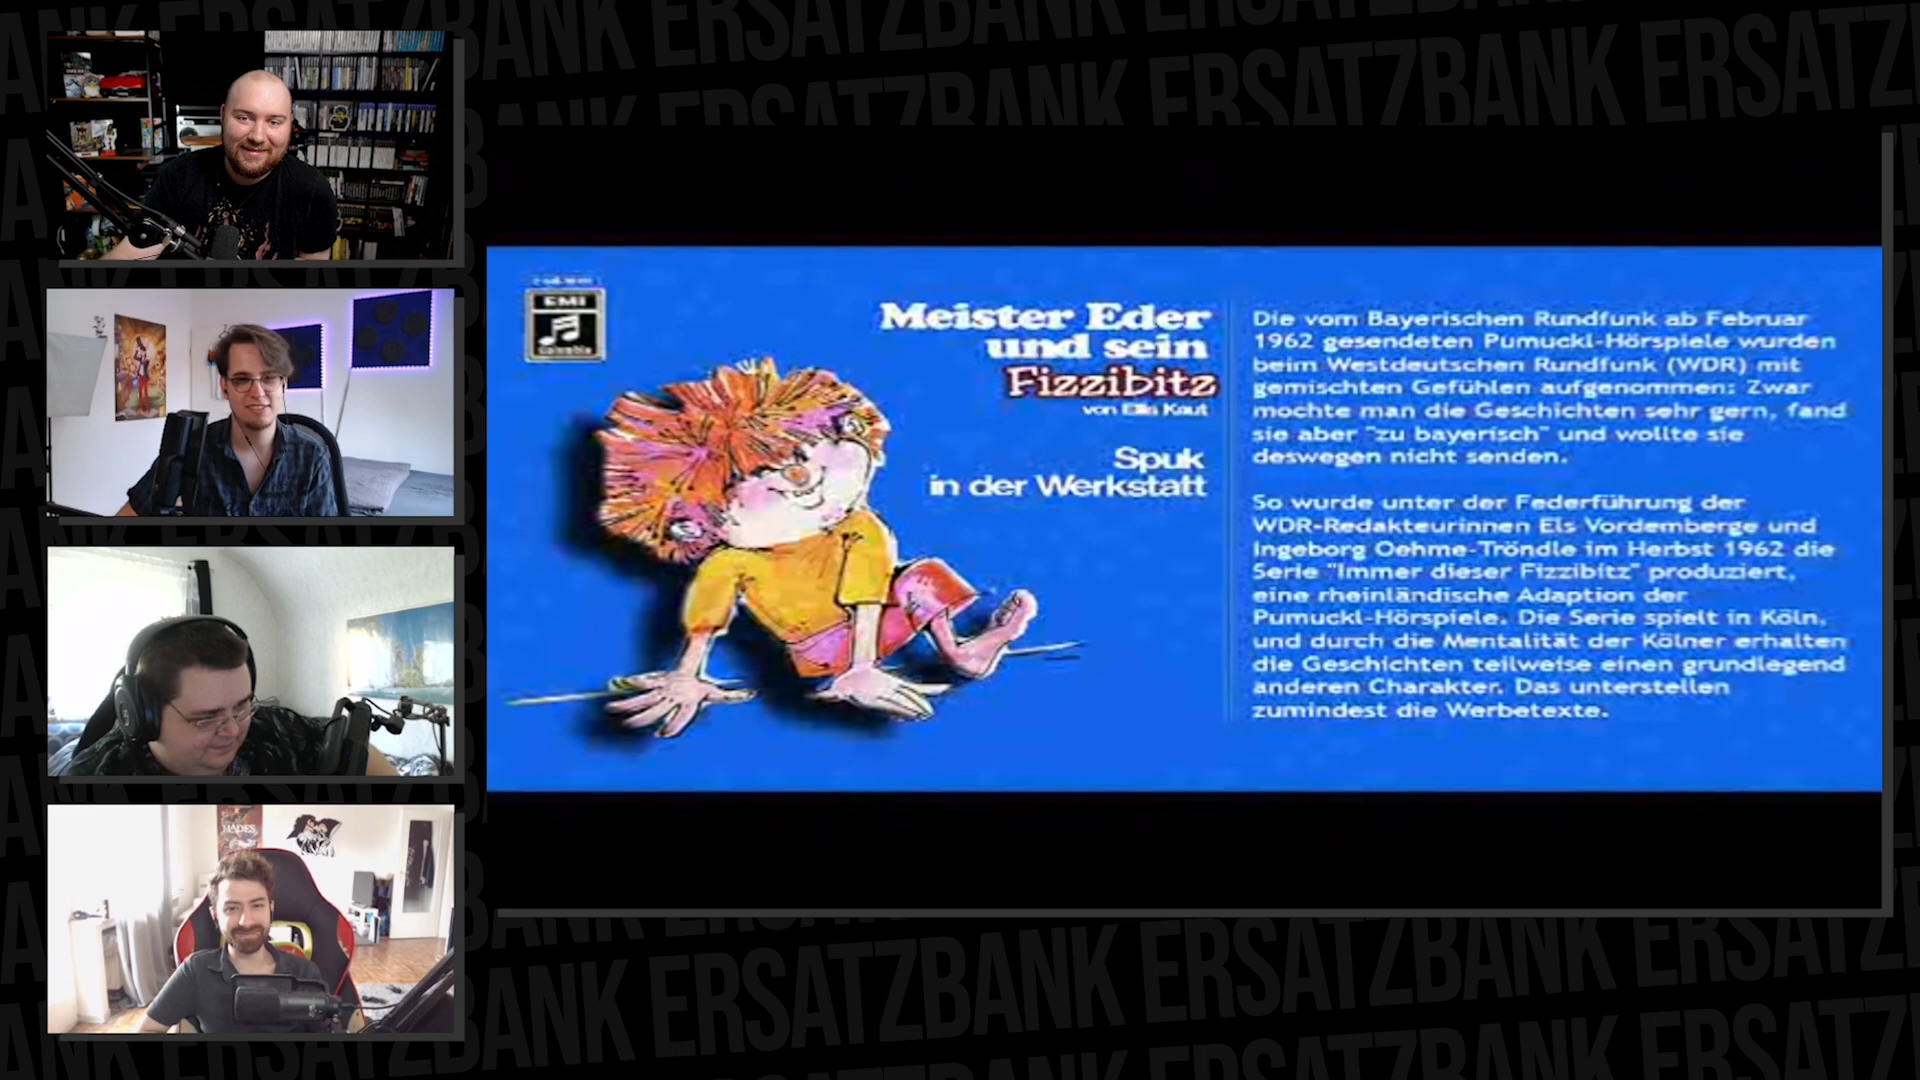 ERSATZBANK
EMI
Columbia
Meister Eder
und sein
Fizzibitz
von Ellis Kaut
Spuk
in der Werkstatt
Die vom Bayerischen Rundfunk ab Februar
1962 gesendeten Pumuckl-Hörspiele wurden
beim Westdeutschen Rundfunk (WDR) mit
gemischten Gefühlen aufgenommen: Zwar
mochte man die Geschichten sehr gern, fand
sie aber "zu bayerisch" und wollte sie
deswegen nicht senden.
So wurde unter der Federführung der
WDR-Redakteurinnen Els Vordemberge und
Ingeborg Oehme-Tröndle im Herbst 1962 die
Serie "Immer dieser Fizzibitz" produziert,
eine rheinländische Adaption der
Pumuckl-Hörspiele. Die Serie spielt in Köln,
und durch die Mentalität der Kölner erhalten
die Geschichten teilweise einen grundlegend
anderen Charakter. Das unterstellen
zumindest die Werbetexte.
HADES